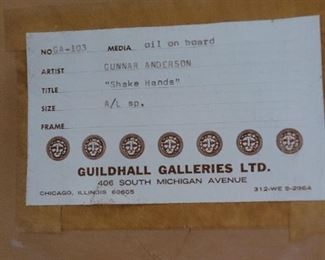 NO. GA-103 MEDIA oil on board
ARTIST GUNNAR ANDERSON
TITLE "Shake Hands"
SIZE A/L sp.
FRAME
GUILDHALL GALLERIES LTD.
406 SOUTH MICHIGAN AVENUE
CHICAGO, ILLINOIS 60605 312-WE 9-2964